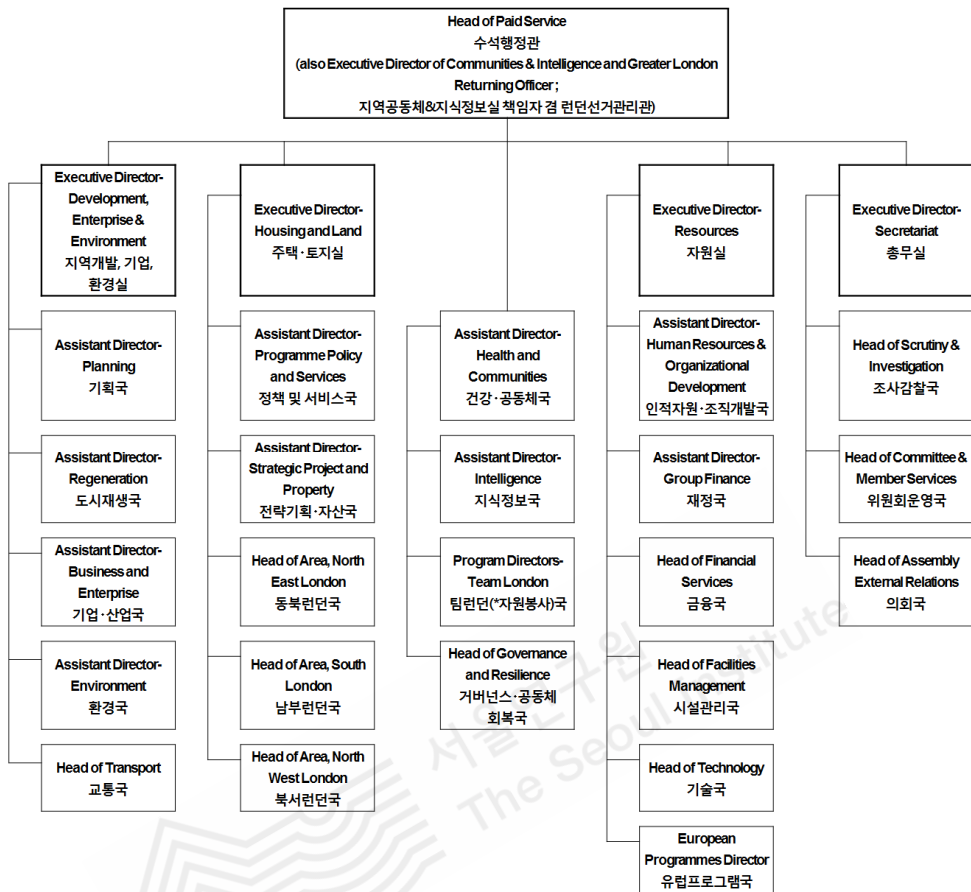 Head of Paid Service
수석행정관
(also Executive Director of Communities & Intelligence and Greater London
Returning Officer ;
지역공동체&지식정보실 책임자 겸 런던선거관리관)
Executive Director-
Development,
Enterprise &
Environment
지역개발, 기업,
환경실
Assistant Director-
Planning
기획국
Assistant Director-
Regeneration
도시재생국
Assistant Director-
Business and
Enterprise
기업·산업국
Assistant Director-
Environment
환경국
Head of Transport
교통국
Executive Director-
Housing and Land
주택·토지실
Assistant Director-
Programme Policy
and Services
정책 및 서비스국
Assistant Director-
Strategic Project and
Property
전략기획·자산국
Head of Area, North
East London
동북런던국
Head of Area, South
London
남부런던국
Head of Area, North
West London
북서런던국
Assistant Director-
Health and
Communities
건강·공동체국
Assistant Director-
Intelligence
지식정보국
Program Directors-
Team London
팀런던(*자원봉사)국
Head of Governance
and Resilience
거버넌스·공동체
회복국
Executive Director-
Resources
자원실
Assistant Director-
Human Resources &
Organizational
Development
인적자원·조직개발국
Assistant Director-
Group Finance
재정국
Head of Financial
Services
금융국
Head of Facilities
Management
시설관리국
Head of Technology
기술국
European
Programmes Director
유럽프로그램국
Executive Director-
Secretariat
총무실
Head of Scrutiny &
Investigation
조사감찰국
Head of Committee &
Member Services
위원회운영국
Head of Assembly
External Relations
의회국
서울연구원
The Seoul Institute